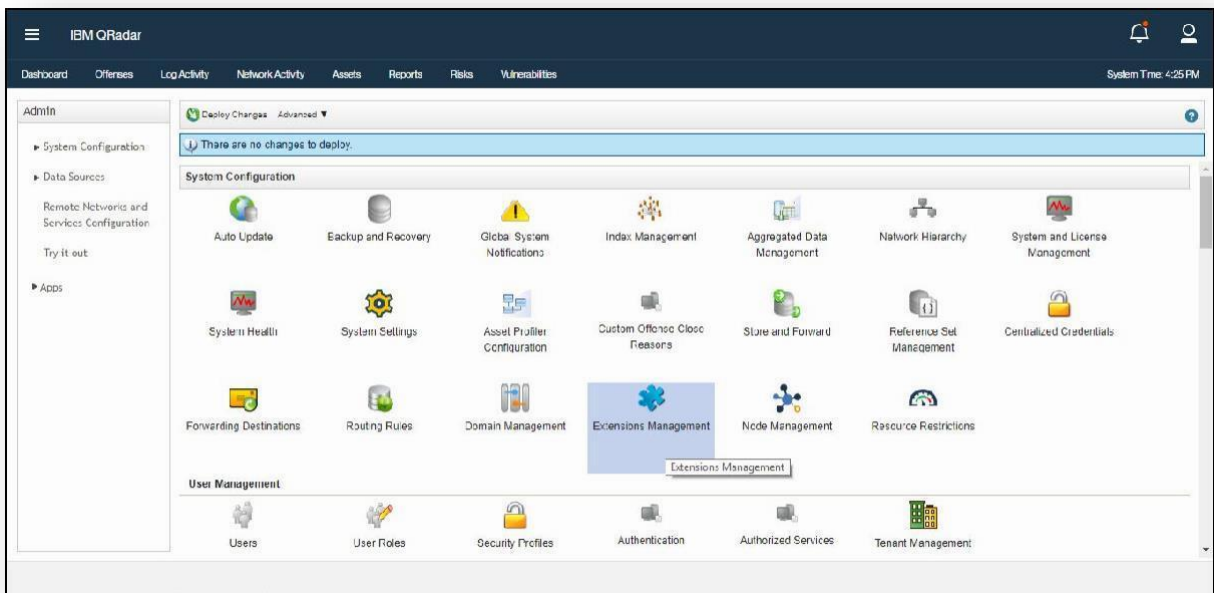 IBM QRadar
Dashboard Offenses Log Activity Network Activity Assets Reports Risks Vulnerabilities System Time: 4:25 PM
Admin
Deploy Changes Advanced ▼
There are no changes to deploy.
System Configuration
Data Sources
Remote Networks and
Services Configuration
Try it out
Apps
System Configuration
Auto Update
Backup and Recovery
Global System
Notifications
Index Management
Aggregated Data
Management
Network Hierarchy
System and License
Management
System Health
System Settings
Asset Profiler
Configuration
Custom Offense Close
Reasons
Store and Forward
Reference Set
Management
Centralized Credentials
Forwarding Destinations
Routing Rules
Domain Management
Extensions Management
Node Management
Resource Restrictions
Extensions Management
User Management
Users
User Roles
Security Profiles
Authentication
Authorized Services
Tenant Management